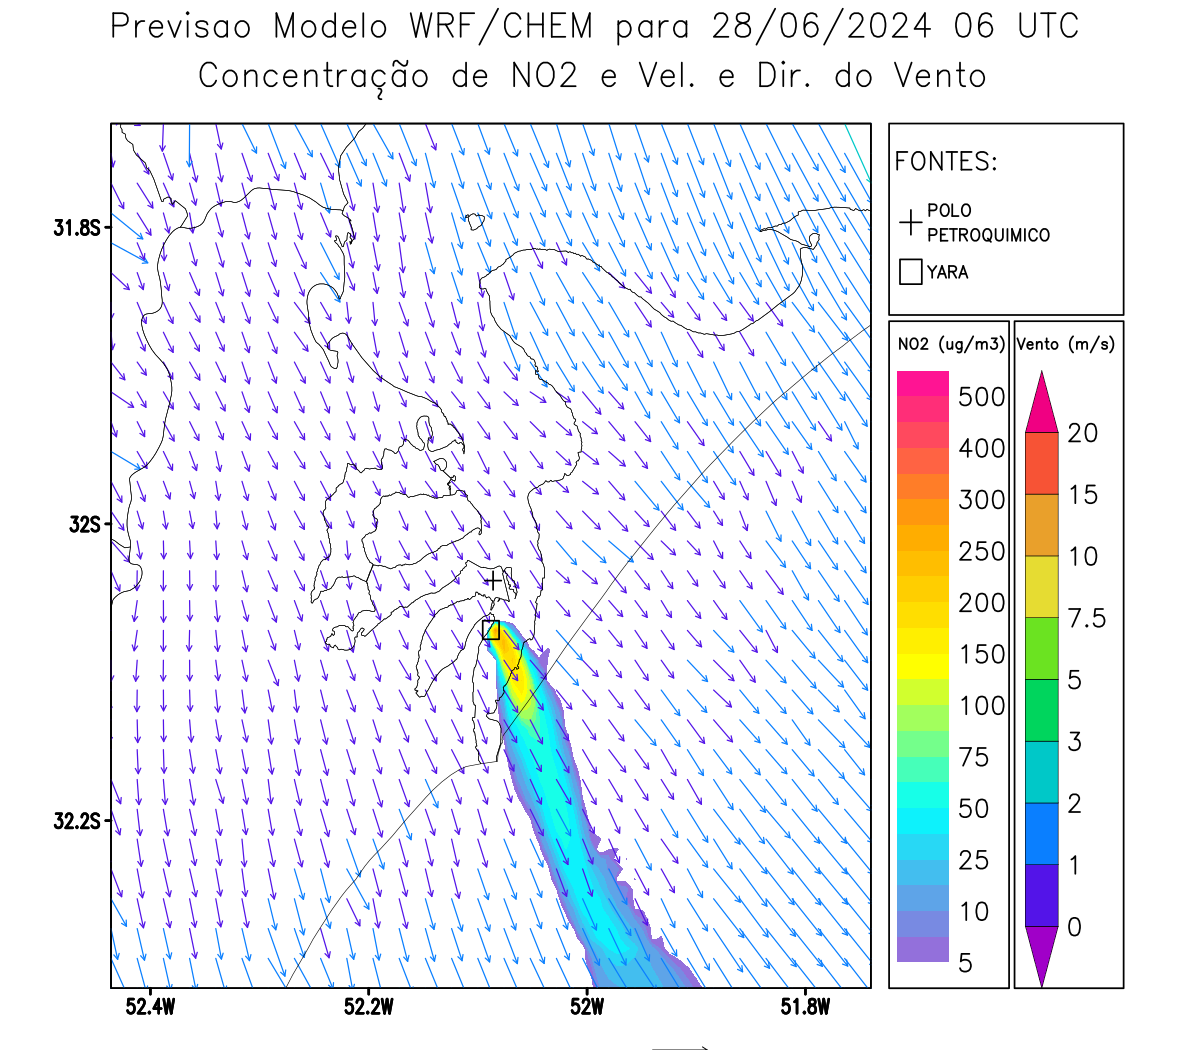 Previsao Modelo WRF/CHEM para 28/06/2024 06 UTC
Concentração de NO2 e Vel. e Dir. do Vento
FONTES:
POLO
PETROQUIMICO
YARA
NO2 (ug/m3)
500
400
300
250
200
150
100
75
50
25
10
5
Vento (m/s)
20
15
10
7.5
5
3
2
1
0
31.8S
32S
32.2S
52.4W
52.2W
52W
51.8W